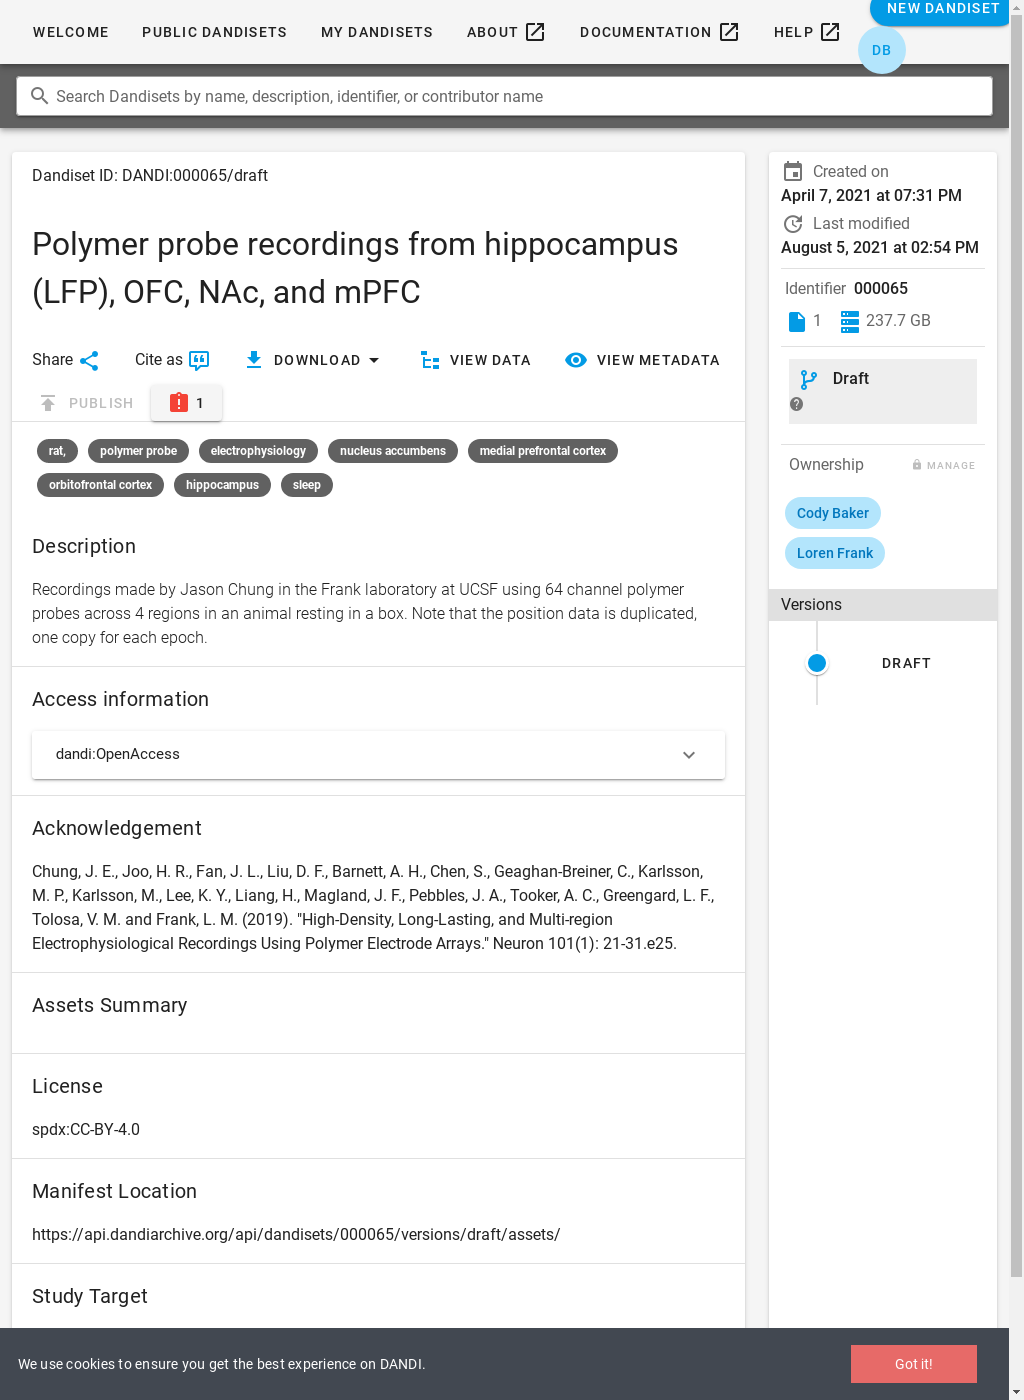 WELCOME PUBLIC DANDISETS MY DANDISETS ABOUT DOCUMENTATION HELP NEW DANDISET
DB
Search Dandisets by name, description, identifier, or contributor name
Dandiset ID: DANDI:000065/draft
Polymer probe recordings from hippocampus
(LFP), OFC, NAc, and mPFC
Share Cite as DOWNLOAD VIEW DATA VIEW METADATA
PUBLISH 1
rat, polymer probe electrophysiology nucleus accumbens medial prefrontal cortex
orbitofrontal cortex hippocampus sleep
Description
Recordings made by Jason Chung in the Frank laboratory at UCSF using 64 channel polymer
probes across 4 regions in an animal resting in a box. Note that the position data is duplicated,
one copy for each epoch.
Access information
dandi:OpenAccess
Acknowledgement
Chung, J. E., Joo, H. R., Fan, J. L., Liu, D. F., Barnett, A. H., Chen, S., Geaghan-Breiner, C., Karlsson,
M. P., Karlsson, M., Lee, K. Y., Liang, H., Magland, J. F., Pebbles, J. A., Tooker, A. C., Greengard, L. F.,
Tolosa, V. M. and Frank, L. M. (2019). "High-Density, Long-Lasting, and Multi-region
Electrophysiological Recordings Using Polymer Electrode Arrays." Neuron 101(1): 21-31.e25.
Assets Summary
License
spdx:CC-BY-4.0
Manifest Location
https://api.dandiarchive.org/api/dandisets/000065/versions/draft/assets/
Study Target
Created on
April 7, 2021 at 07:31 PM
Last modified
August 5, 2021 at 02:54 PM
Identifier 000065
1 237.7 GB
Draft
Ownership MANAGE
Cody Baker
Loren Frank
Versions
DRAFT
We use cookies to ensure you get the best experience on DANDI. Got it!